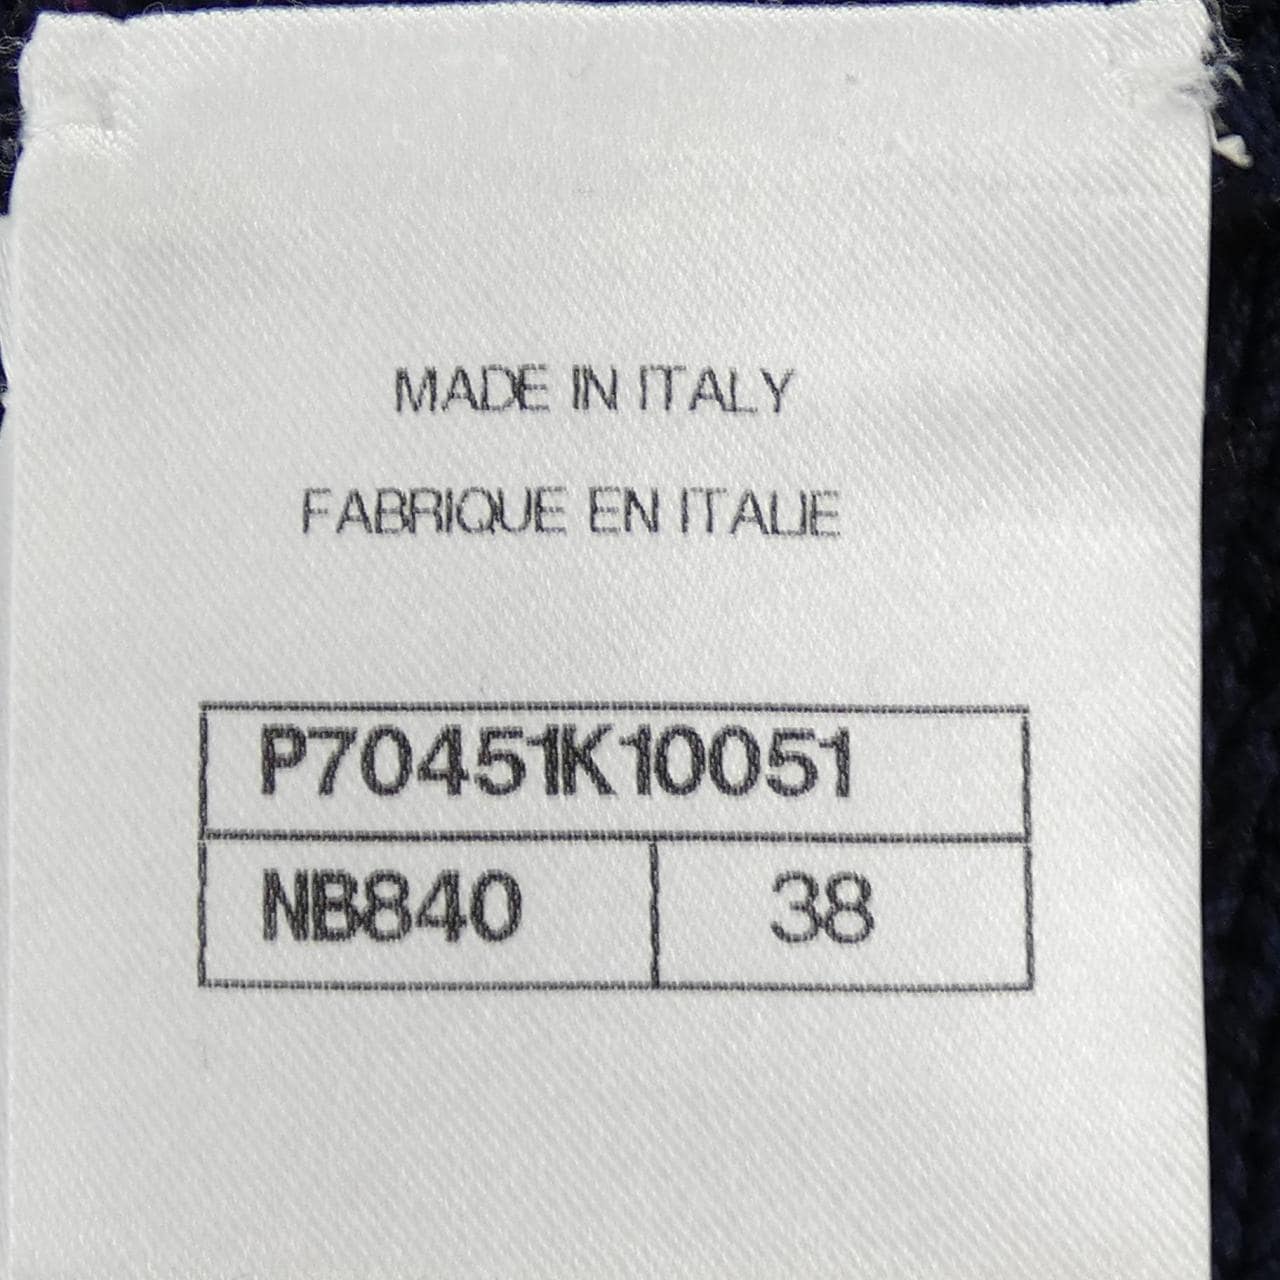 MADE IN ITALY
FABRIQUE EN ITALIE
P70451K10051
NB840 38